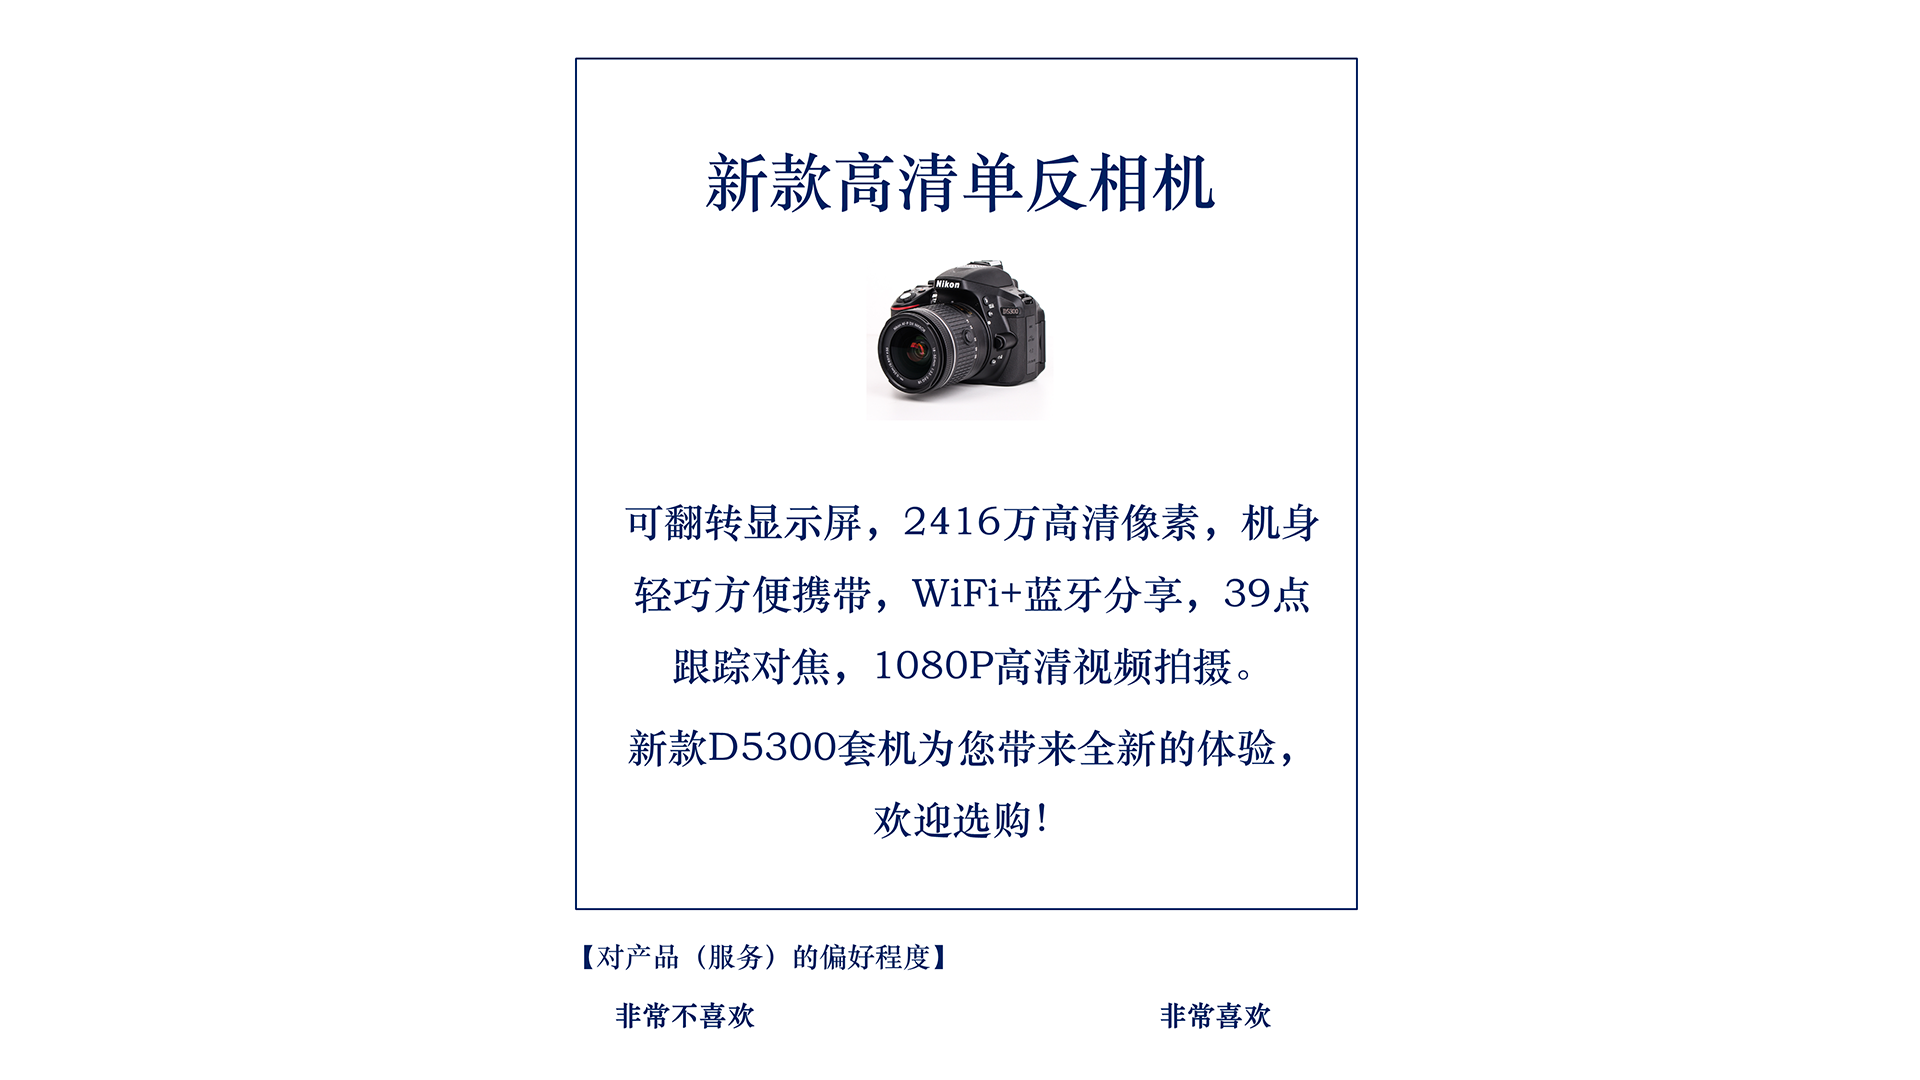 新款高清单反相机
Nikon
D5300
可翻转显示屏，2416万高清像素，机身
轻巧方便携带，WiFi+蓝牙分享，39点
跟踪对焦，1080P高清视频拍摄。
新款D5300套机为您带来全新的体验，
欢迎选购！
【对产品（服务）的偏好程度】
非常不喜欢
非常喜欢